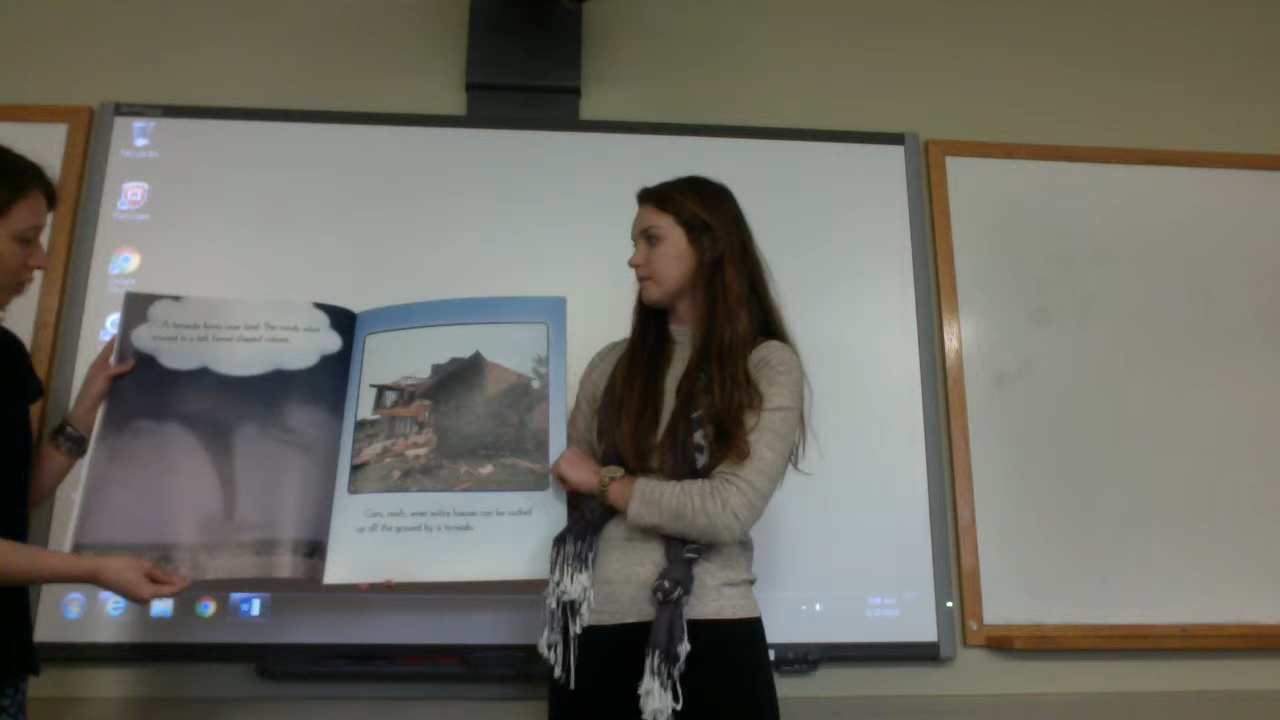 A tornado forms over land. The winds whirl
around in a tall, funnel-shaped column.
Cars, roofs, even entire houses can be sucked
up off the ground by a tornado.